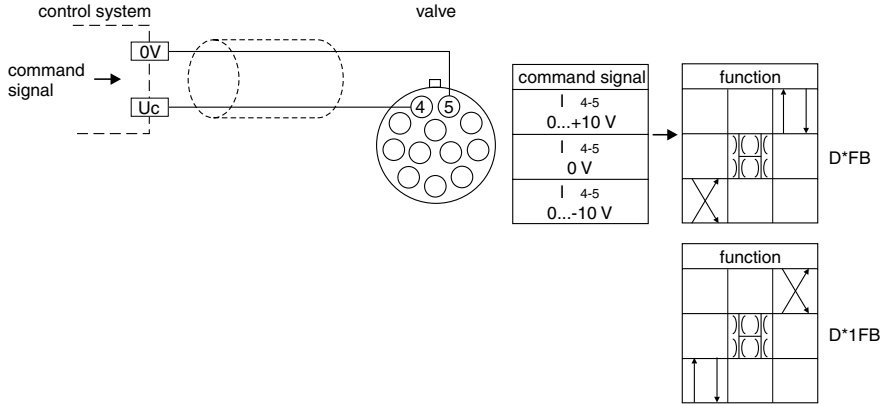 control system
valve
0V
command
signal
Uc
4 5
command signal
I 4-5
0...+10 V
I 4-5
0 V
I 4-5
0...-10 V
function
D*FB
function
D*1FB